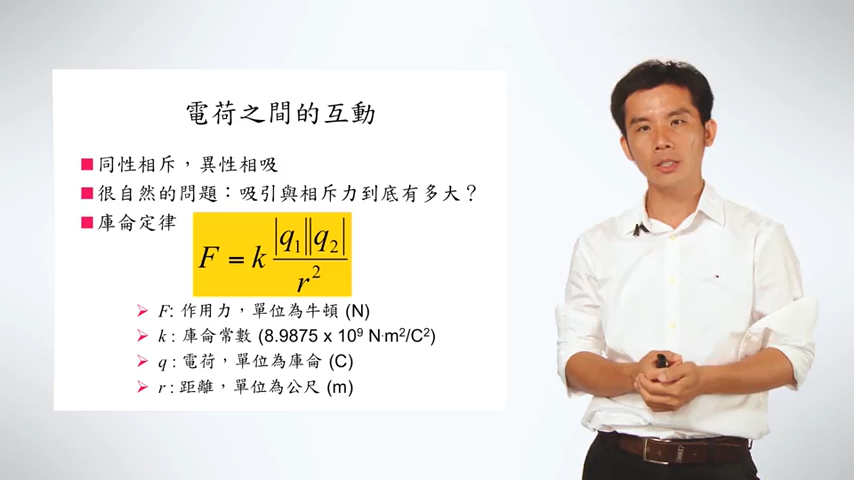 電荷之間的互動
同性相斥，異性相吸
很自然的問題：吸引與相斥力到底有多大？
庫侖定律
F = k |q₁||q₂| / r²
F: 作用力，單位為牛頓 (N)
k : 庫侖常數 (8.9875 x 10⁹ N·m²/C²)
q : 電荷，單位為庫侖 (C)
r : 距離，單位為公尺 (m)